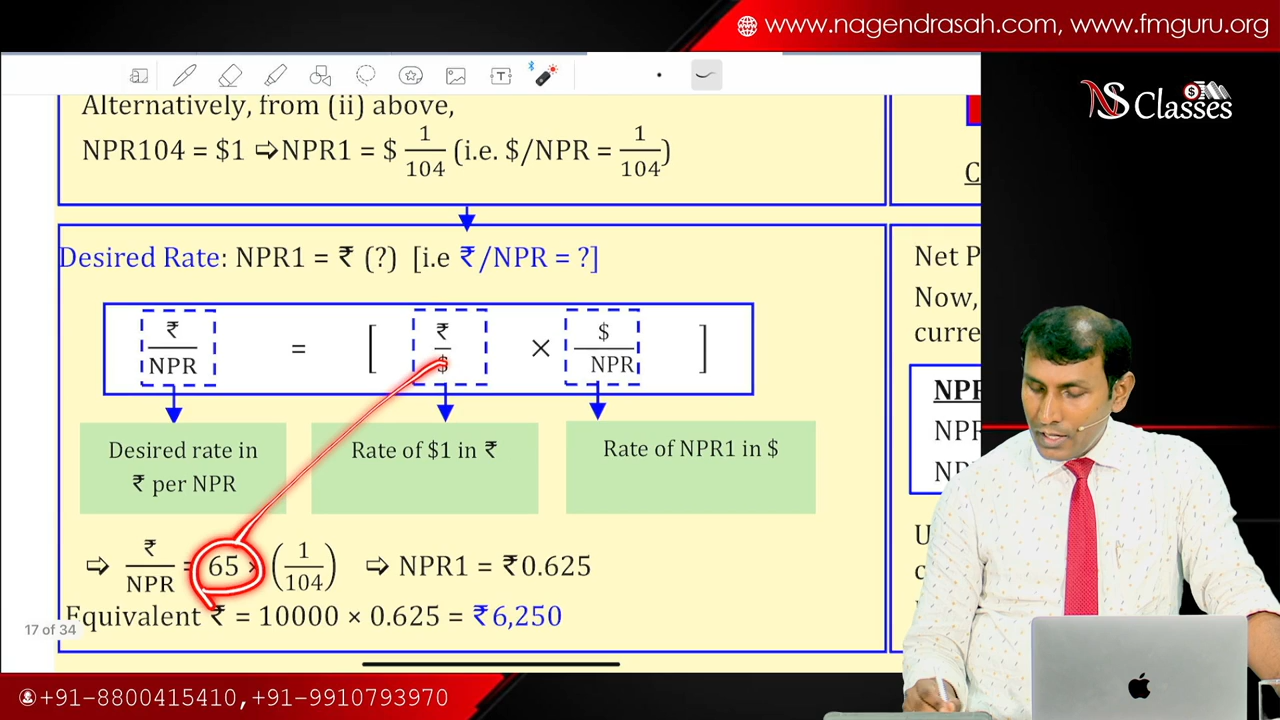 www.nagendrasah.com, www.fmguru.org
NS Classes
Alternatively, from (ii) above,
NPR104 = $1 ⇨NPR1 = $ 1/104 (i.e. $/NPR = 1/104)
Desired Rate: NPR1 = ₹ (?) [i.e ₹/NPR = ?]
₹/NPR = [ ₹/$ × $/NPR ]
Desired rate in
₹ per NPR
Rate of $1 in ₹
Rate of NPR1 in $
⇨ ₹/NPR = 65 × (1/104) ⇨ NPR1 = ₹0.625
Equivalent ₹ = 10000 × 0.625 = ₹6,250
17 of 34
Net P
Now,
curre
NPR
NPR
+91-8800415410,+91-9910793970